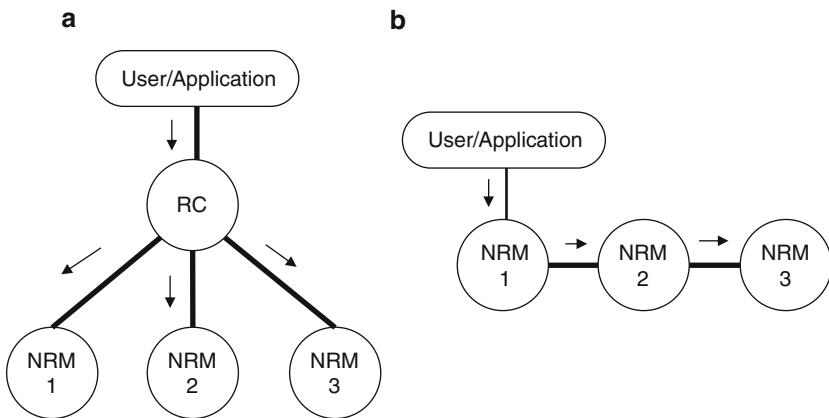 a
User/Application
RC
NRM
1
NRM
2
NRM
3
b
User/Application
NRM
1
NRM
2
NRM
3